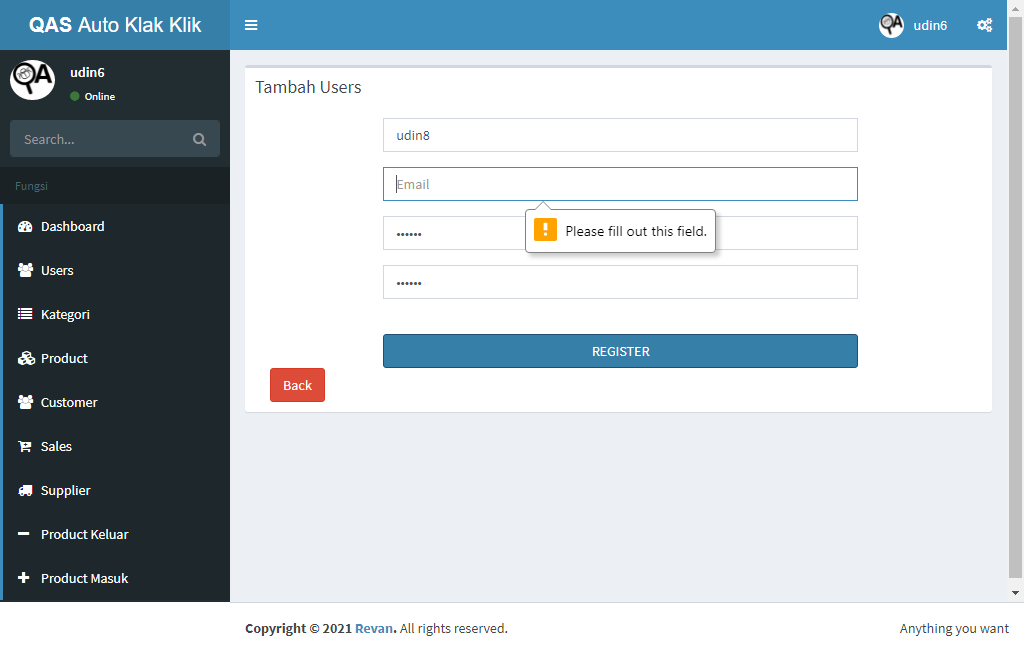 QAS Auto Klak Klik
udin6
udin6
Online
Search...
Fungsi
Dashboard
Users
Kategori
Product
Customer
Sales
Supplier
Product Keluar
Product Masuk
Tambah Users
udin8
Email
Please fill out this field.
••••••
••••••
REGISTER
Back
Copyright © 2021 Revan. All rights reserved.
Anything you want